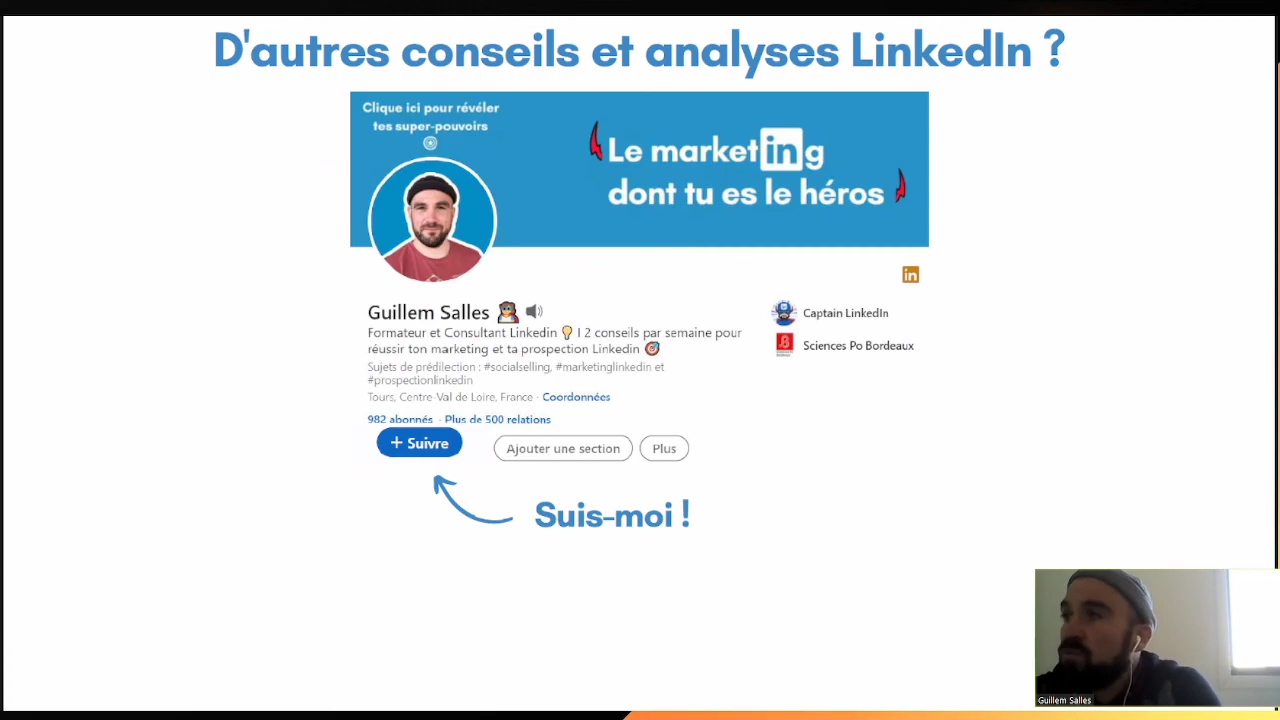 D'autres conseils et analyses LinkedIn ?
Clique ici pour révéler
tes super-pouvoirs
Le marketing
dont tu es le héros
in
Guillem Salles
Formateur et Consultant Linkedin 💡 I 2 conseils par semaine pour
réussir ton marketing et ta prospection Linkedin 🎯
Sujets de prédilection : #socialselling, #marketinglinkedin et
#prospectionlinkedin
Tours, Centre-Val de Loire, France · Coordonnées
982 abonnés · Plus de 500 relations
+ Suivre
Ajouter une section
Plus
Captain LinkedIn
Sciences Po Bordeaux
Suis-moi !
Guillem Salles